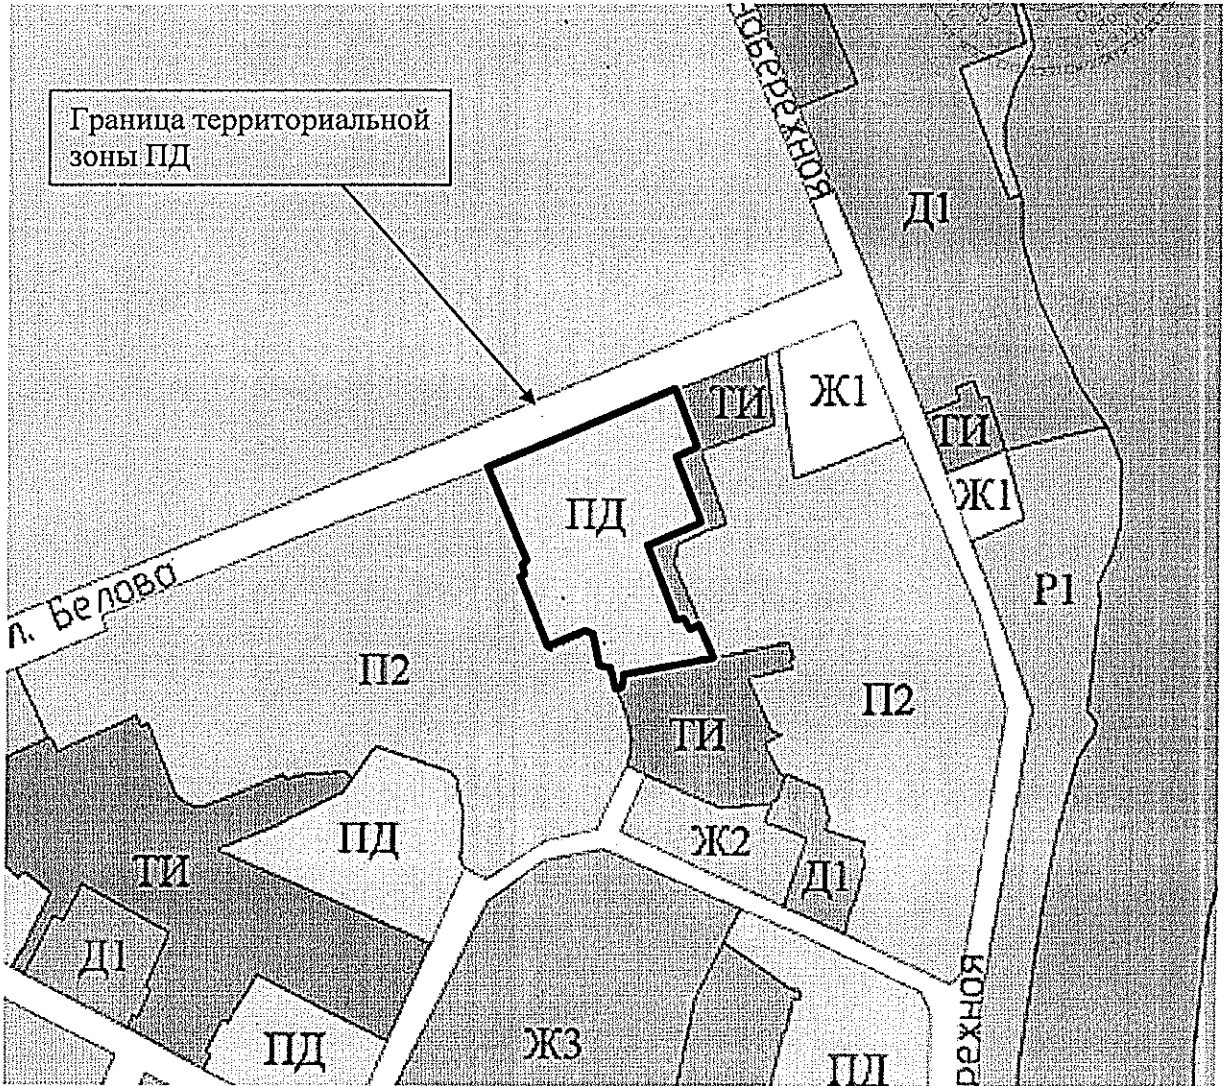 Граница территориальной
зоны ПД
Д1
ТИ
Ж1
ТИ
Ж1
ПД
Р1
л. Белова
П2
П2
ТИ
ПД
Ж2
ТИ
Д1
Д1
ПД
Ж3
ПД
режная